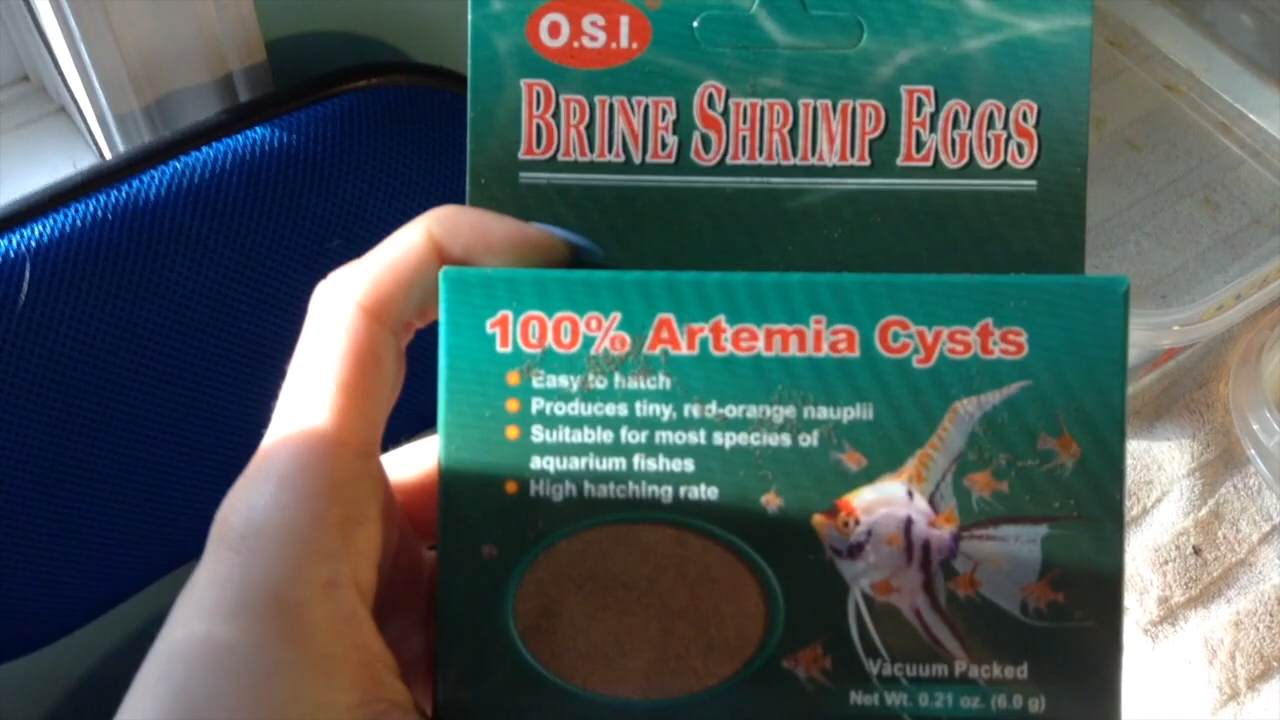 O.S.I.
BRINE SHRIMP EGGS
100% Artemia Cysts
Easy to hatch
Produces tiny, red-orange nauplii
Suitable for most species of
aquarium fishes
High hatching rate
Vacuum Packed
Net Wt. 0.21 oz. (6.0 g)